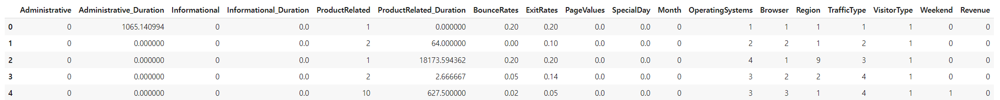 Administrative Administrative_Duration Informational Informational_Duration ProductRelated ProductRelated_Duration BounceRates ExitRates PageValues SpecialDay Month OperatingSystems Browser Region TrafficType VisitorType Weekend Revenue
0 0 1065.140994 0 0.0 1 0.000000 0.20 0.20 0.0 0.0 0 1 1 1 1 1 0 0
1 0 0.000000 0 0.0 2 64.000000 0.00 0.10 0.0 0.0 0 2 2 1 2 1 0 0
2 0 0.000000 0 0.0 1 18173.594362 0.20 0.20 0.0 0.0 0 4 1 9 3 1 0 0
3 0 0.000000 0 0.0 2 2.666667 0.05 0.14 0.0 0.0 0 3 2 2 4 1 0 0
4 0 0.000000 0 0.0 10 627.500000 0.02 0.05 0.0 0.0 0 3 3 1 4 1 1 0